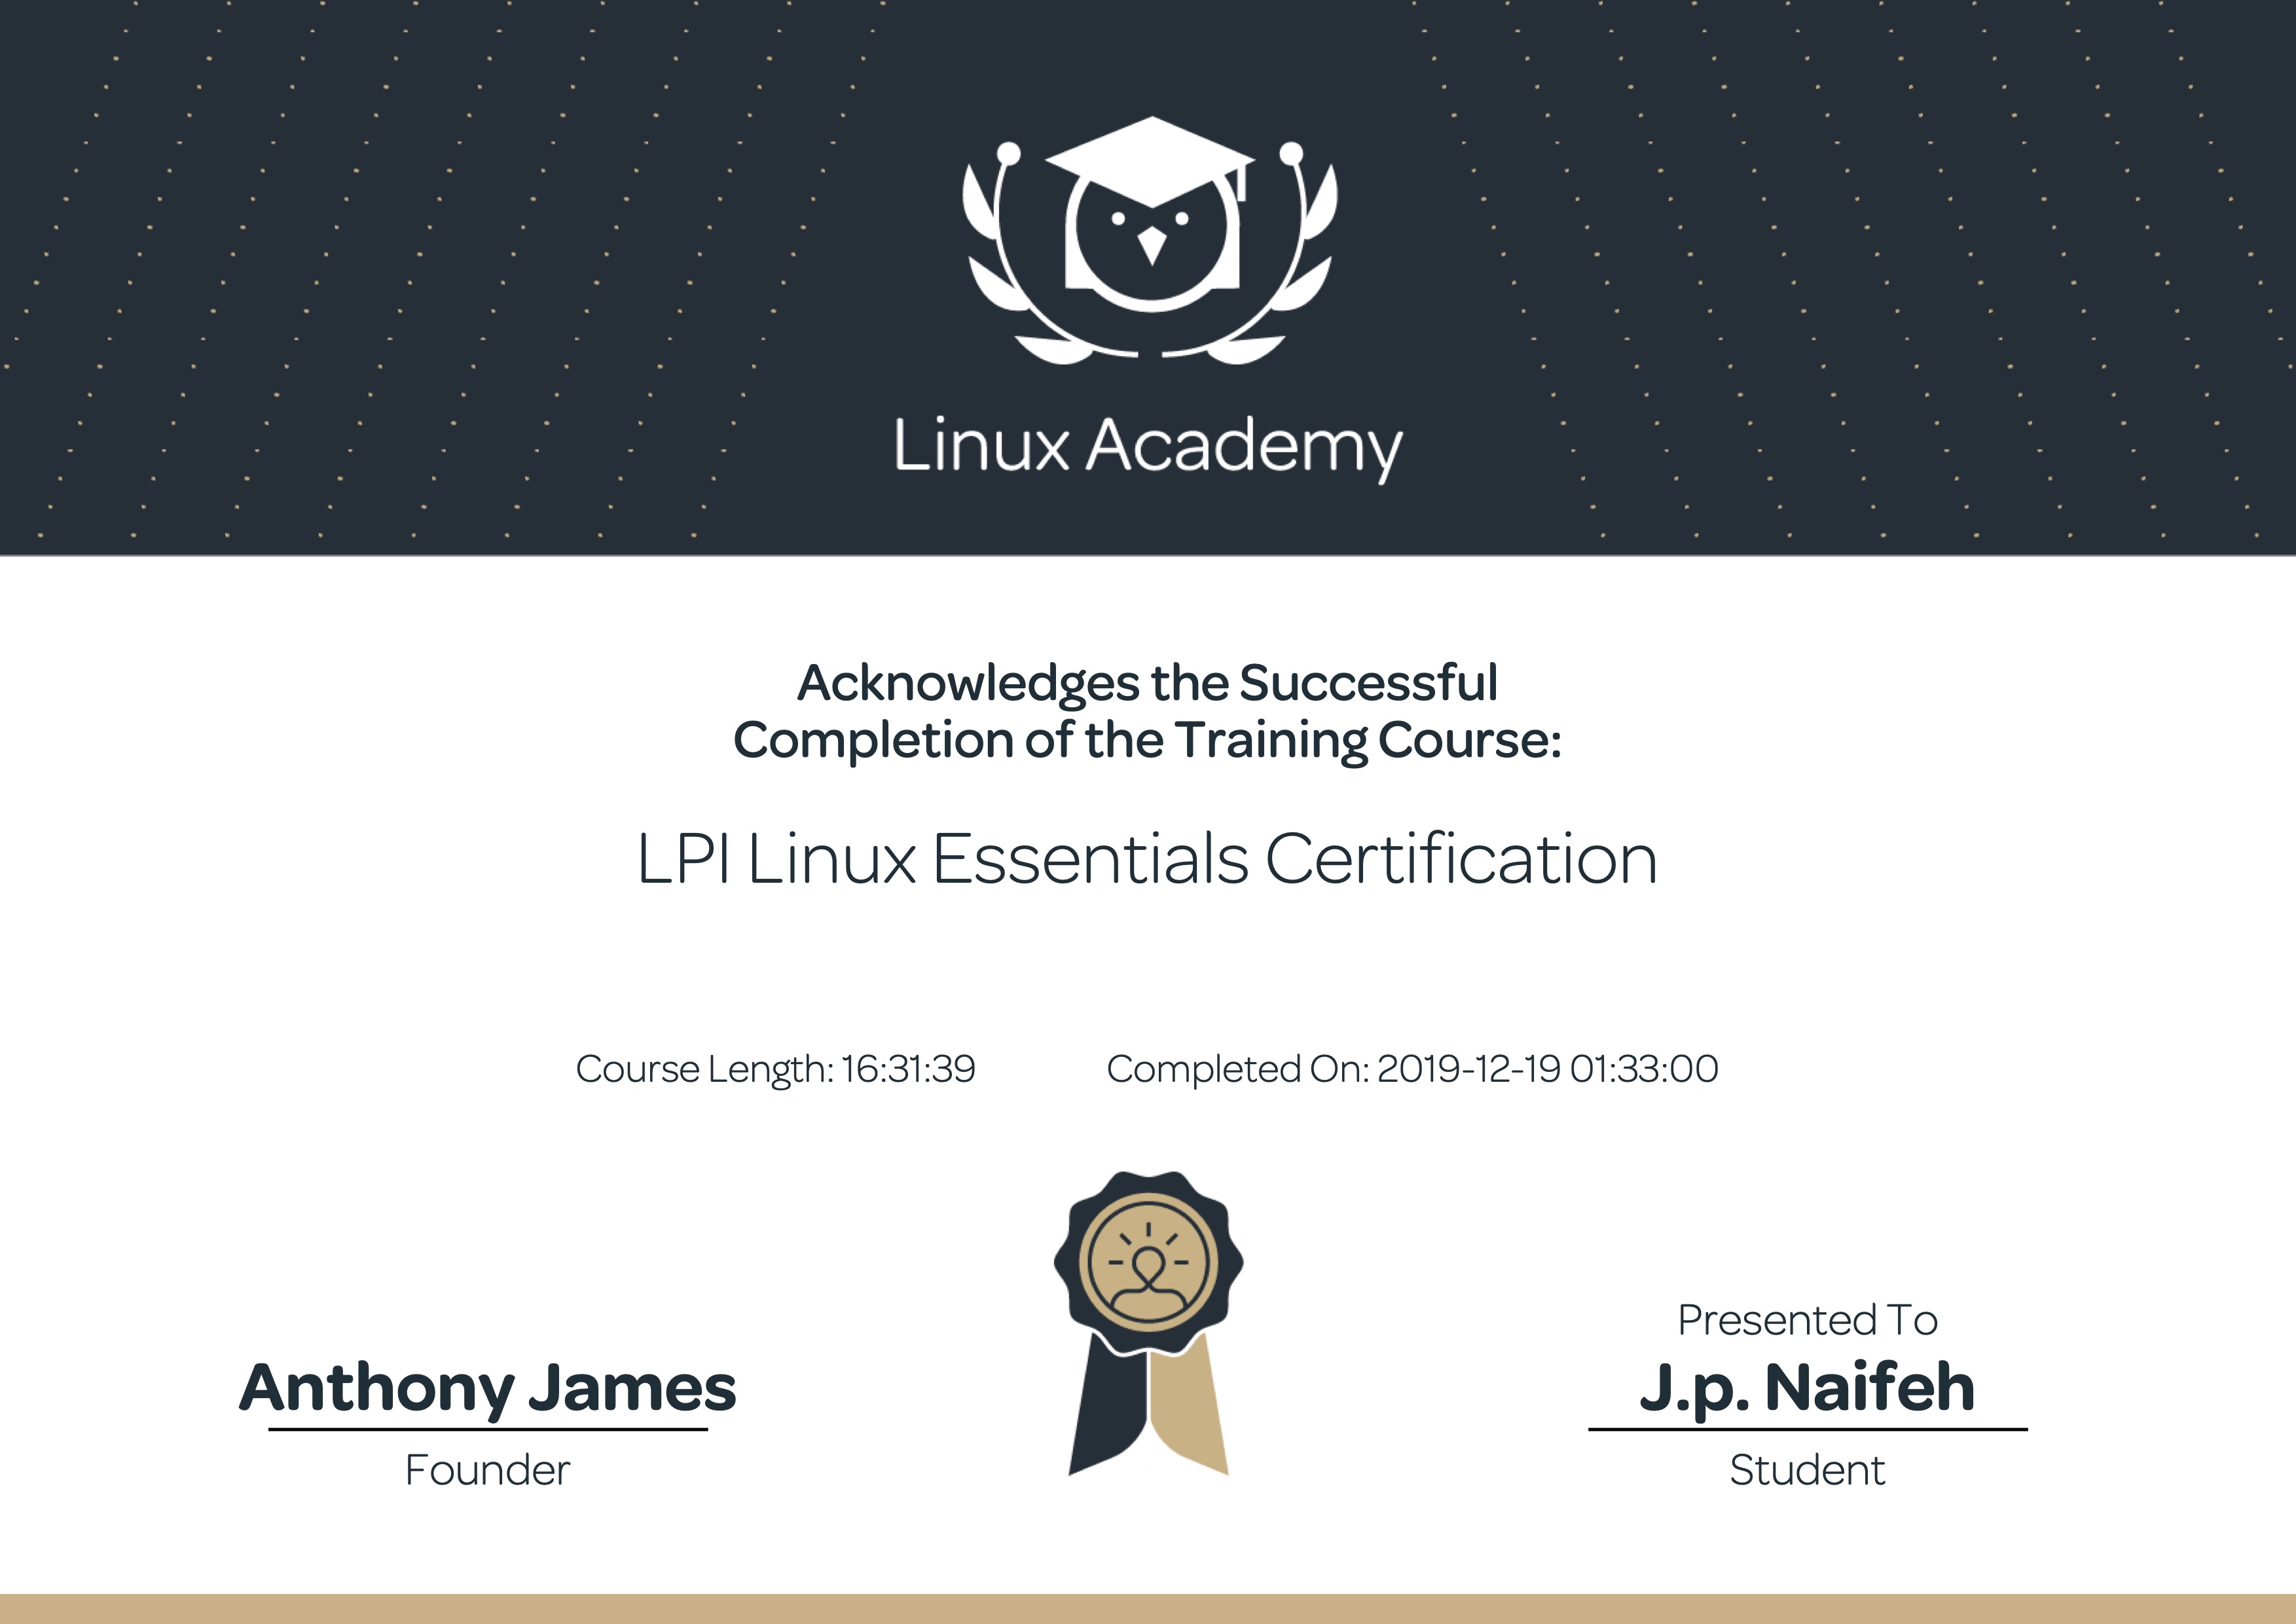 Linux Academy
Acknowledges the Successful
Completion of the Training Course:
LPI Linux Essentials Certification
Course Length: 16:31:39
Completed On: 2019-12-19 01:33:00
Anthony James
Founder
Presented To
J.p. Naifeh
Student